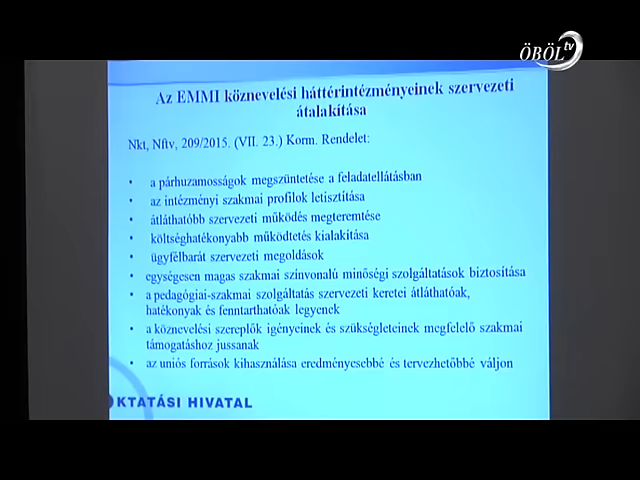 ÖBÖL tv
Az EMMI köznevelési háttérintézményeinek szervezeti
átalakítása
Nkt, Nftv, 209/2015. (VII. 23.) Korm. Rendelet:
• a párhuzamosságok megszüntetése a feladatellátásban
• az intézményi szakmai profilok letisztítása
• átláthatóbb szervezeti működés megteremtése
• költséghatékonyabb működtetés kialakítása
• ügyfélbarát szervezeti megoldások
• egységesen magas szakmai színvonalú minőségi szolgáltatások biztosítása
• a pedagógiai-szakmai szolgáltatás szervezeti keretei átláthatóak,
hatékonyak és fenntarthatóak legyenek
• a köznevelési szereplők igényeinek és szükségleteinek megfelelő szakmai
támogatáshoz jussanak
• az uniós források kihasználása eredményesebbé és tervezhetőbbé váljon
KTATÁSI HIVATAL